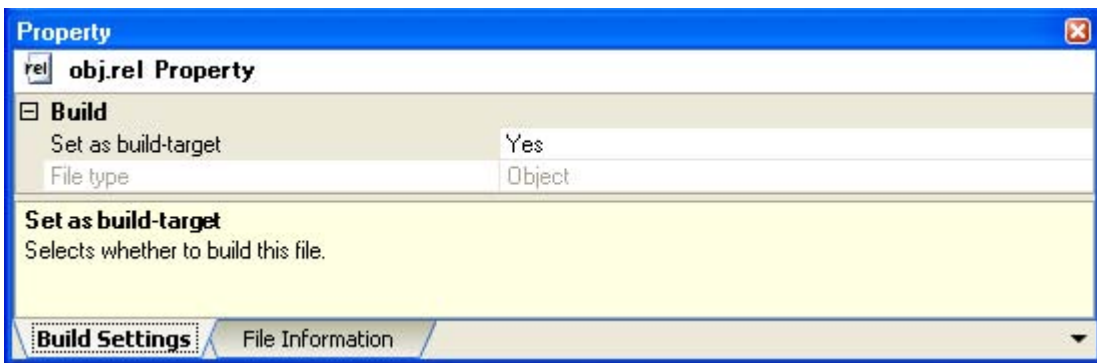 Property
rel obj.rel Property
Build
Set as build-target Yes
File type Object
Set as build-target
Selects whether to build this file.
Build Settings File Information